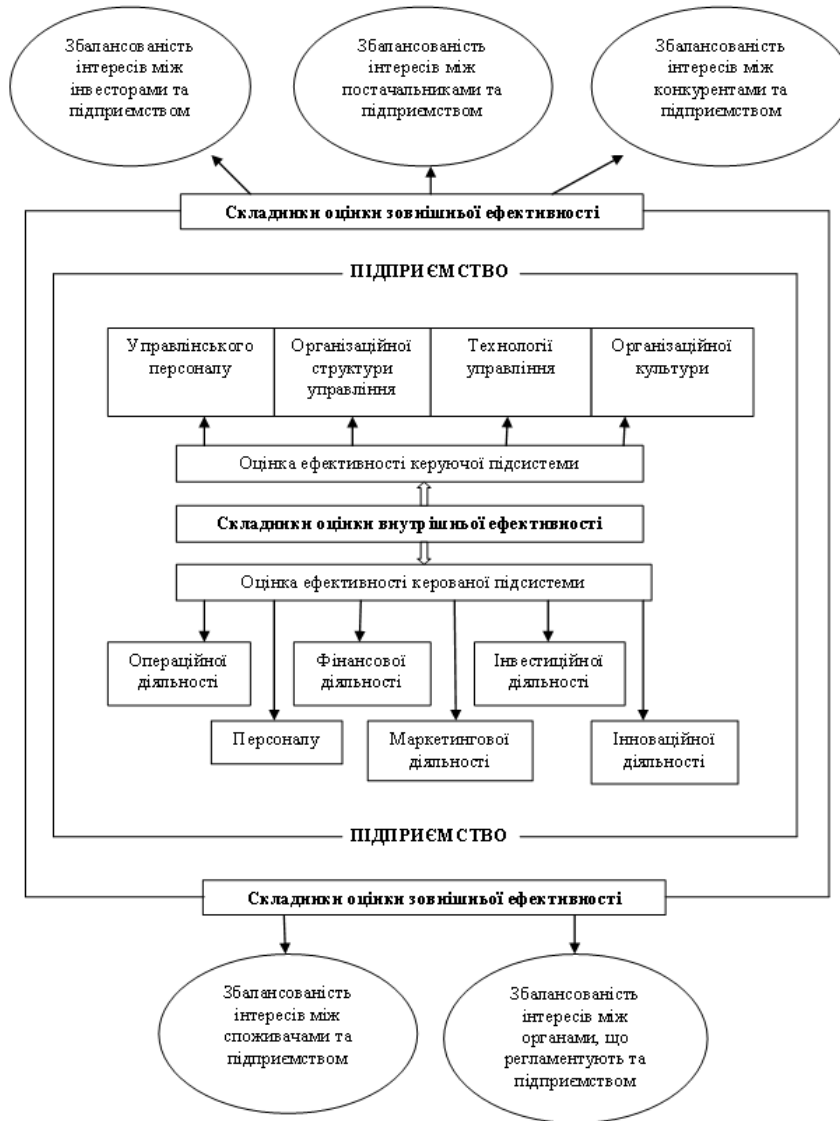 Збалансованість
інтересів між
інвесторами та
підприємством
Збалансованість
інтересів між
постачальниками та
підприємством
Збалансованість
інтересів між
конкурентами та
підприємством
Складники оцінки зовнішньої ефективності
ПІДПРИЄМСТВО
Управлінського
персоналу
Організаційної
структури
управління
Технології
управління
Організаційної
культури
Оцінка ефективності керуючої підсистеми
Складники оцінки внутрішньої ефективності
Оцінка ефективності керованої підсистеми
Операційної
діяльності
Фінансової
діяльності
Інвестиційної
діяльності
Персоналу
Маркетингової
діяльності
Інноваційної
діяльності
ПІДПРИЄМСТВО
Складники оцінки зовнішньої ефективності
Збалансованість
інтересів між
споживачами та
підприємством
Збалансованість
інтересів між
органами, що
регламентують та
підприємством